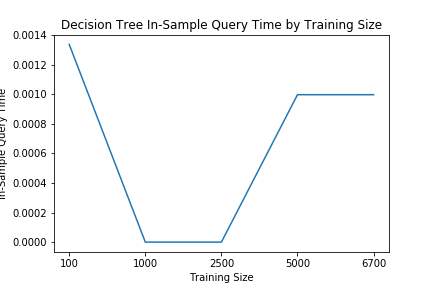 Decision Tree In-Sample Query Time by Training Size
0.0014
0.0012
0.0010
0.0008
0.0006
0.0004
0.0002
0.0000
In-Sample Query Time
100 1000 2500 5000 6700
Training Size